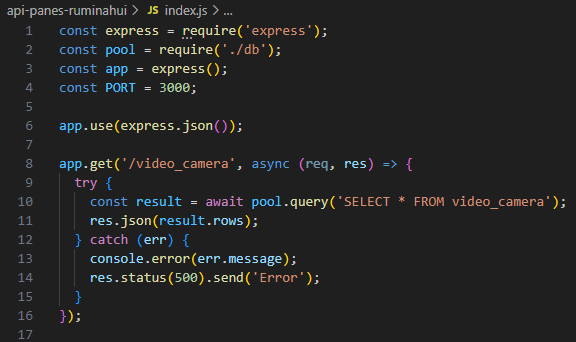 api-panes-ruminahui > JS index.js > ...
1 const express = require('express');
2 const pool = require('./db');
3 const app = express();
4 const PORT = 3000;
5
6 app.use(express.json());
7
8 app.get('/video_camera', async (req, res) => {
9   try {
10     const result = await pool.query('SELECT * FROM video_camera');
11     res.json(result.rows);
12   } catch (err) {
13     console.error(err.message);
14     res.status(500).send('Error');
15   }
16 });
17